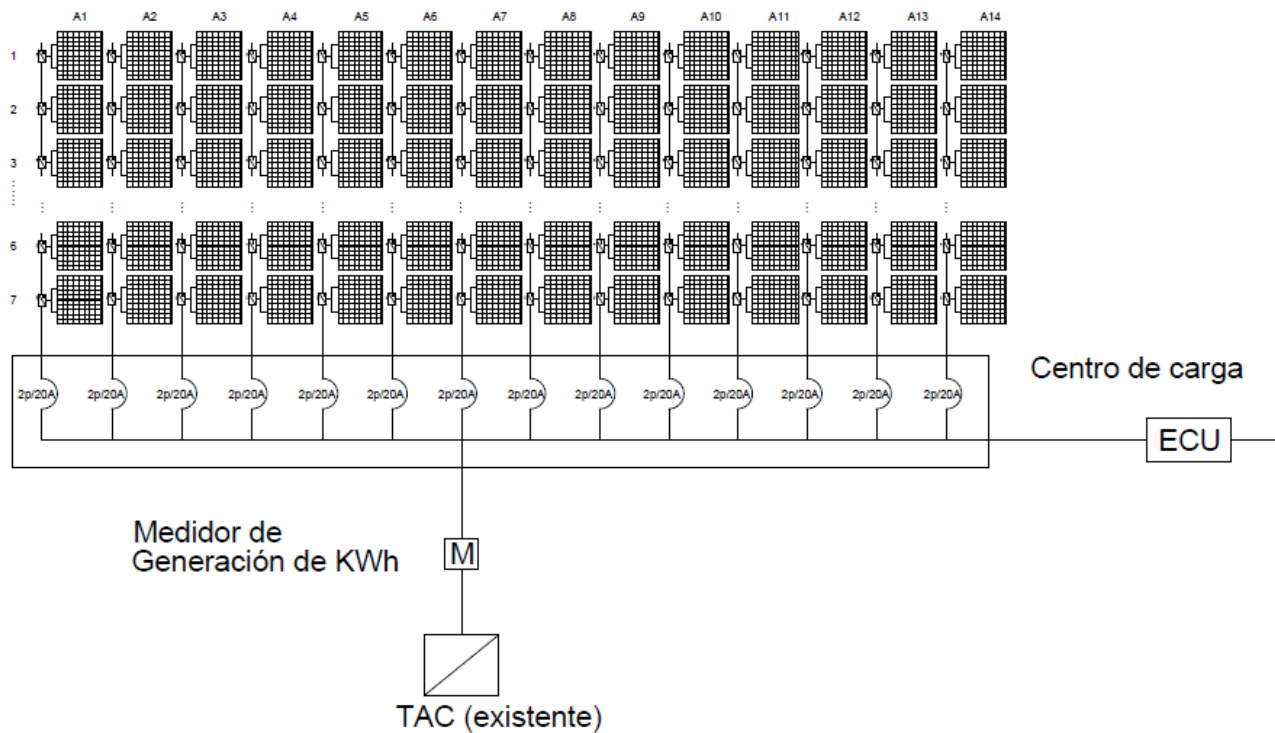 A1 A2 A3 A4 A5 A6 A7 A8 A9 A10 A11 A12 A13 A14
1
2
3
6
7
2p/20A 2p/20A 2p/20A 2p/20A 2p/20A 2p/20A 2p/20A 2p/20A 2p/20A 2p/20A 2p/20A 2p/20A 2p/20A 2p/20A
Centro de carga
ECU
Medidor de
Generación de KWh
M
TAC (existente)